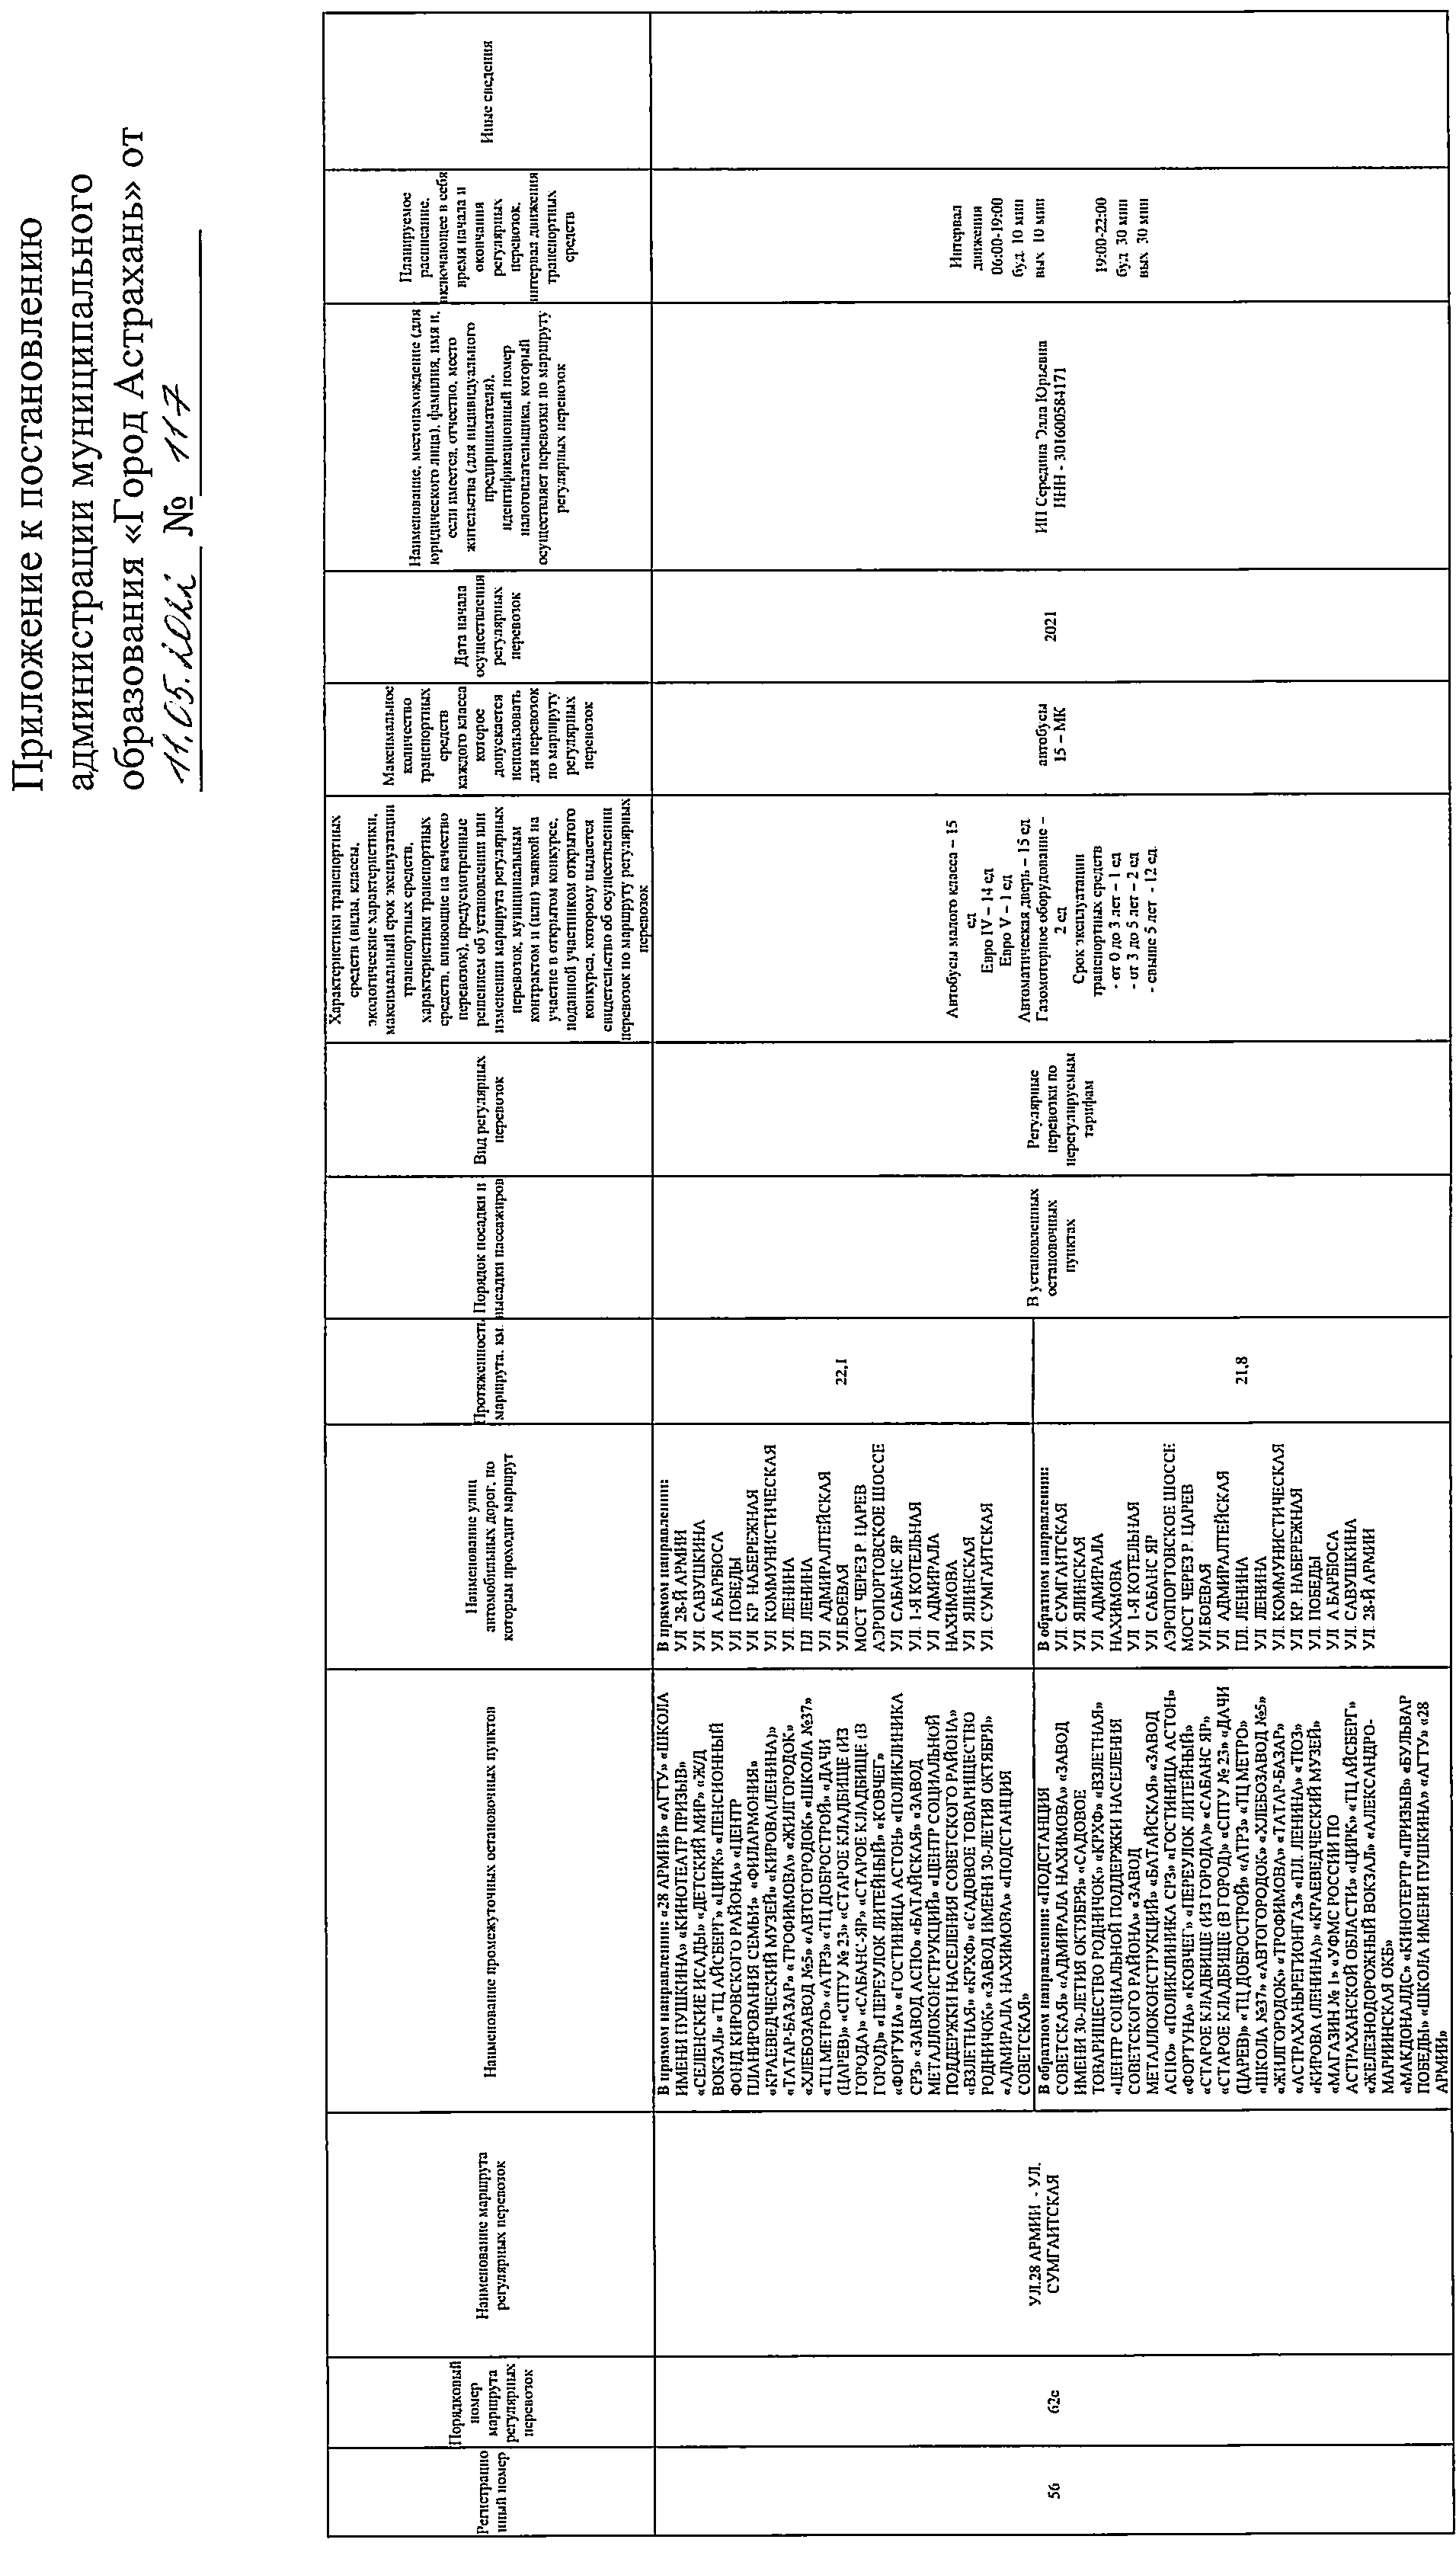 Приложение к постановлению
администрации муниципального
образования «Город Астрахань» от
11.05.2022 № 117
Регистрацио
нный номер
Порядковый
номер
маршрута
регулярных
перевозок
Наименование маршрута
регулярных перевозок
Наименование промежуточных остановочных пунктов
Наименование улиц
автомобильных дорог, по
которым проходит маршрут
Протяженность
маршрута, км
Порядок посадки и
высадки пассажиров
Вид регулярных
перевозок
Характеристики транспортных
средств (виды, классы,
экологические характеристики,
максимальный срок эксплуатации
транспортных средств,
характеристики транспортных
средств, влияющие на качество
перевозок), предусмотренные
решением об установлении или
изменении маршрута регулярных
перевозок, муниципальным
контрактом и (или) заявкой на
участие в открытом конкурсе,
поданной участником открытого
конкурса, которому выдается
свидетельство об осуществлении
перевозок по маршруту регулярных
перевозок
Максимальное
количество
транспортных
средств
каждого класса
которое
допускается
использовать
для перевозок
по маршруту
регулярных
перевозок
Дата начала
осуществления
регулярных
перевозок
Наименование, местонахождение (для
юридического лица), фамилия, имя и,
если имеется, отчество, место
жительства (для индивидуального
предпринимателя),
идентификационный номер
налогоплательщика, который
осуществляет перевозки по маршруту
регулярных перевозок
Планируемое
расписание,
включающее в себя
время начала и
окончания
регулярных
перевозок,
интервал движения
транспортных
средств
Иные сведения
56
62с
УЛ.28 АРМИИ - УЛ.
СУМГАИТСКАЯ
В прямом направлении: «28 АРМИИ» «АГТУ» «ШКОЛА
ИМЕНИ ПУШКИНА» «КИНОТЕАТР ПРИЗЫВ»
«СЕЛЕНСКИЕ ИСАДЫ» «ДЕТСКИЙ МИР» «Ж/Д
ВОКЗАЛ» «ТЦ АЙСБЕРГ» «ЦИРК» «ПЕНСИОННЫЙ
ФОНД КИРОВСКОГО РАЙОНА» «ЦЕНТР
ПЛАНИРОВАНИЯ СЕМЬИ» «ФИЛАРМОНИЯ»
«КРАЕВЕДЧЕСКИЙ МУЗЕЙ» «КИРОВА(ЛЕНИНА)»
«ТАТАР-БАЗАР» «ТРОФИМОВА» «ЖИЛГОРОДОК»
«ХЛЕБОЗАВОД №5» «АВТОГОРОДОК» «ШКОЛА №37»
«ТЦ МЕТРО» «АТРЗ» «ТЦ ДОБРОСТРОЙ» «ДАЧИ
(ЦАРЕВ)» «СПТУ № 23» «СТАРОЕ КЛАДБИЩЕ (ИЗ
ГОРОДА)» «САБАНС-ЯР» «СТАРОЕ КЛАДБИЩЕ (В
ГОРОД)» «ПЕРЕУЛОК ЛИТЕЙНЫЙ» «КОВЧЕГ»
«ФОРТУНА» «ГОСТИНИЦА АСТОН» «ПОЛИКЛИНИКА
СРЗ» «ЗАВОД АСПО» «БАТАЙСКАЯ» «ЗАВОД
МЕТАЛЛОКОНСТРУКЦИЙ» «ЦЕНТР СОЦИАЛЬНОЙ
ПОДДЕРЖКИ НАСЕЛЕНИЯ СОВЕТСКОГО РАЙОНА»
«ВЗЛЕТНАЯ» «КРХФ» «САДОВОЕ ТОВАРИЩЕСТВО
РОДНИЧОК» «ЗАВОД ИМЕНИ 30-ЛЕТИЯ ОКТЯБРЯ»
«АДМИРАЛА НАХИМОВА» «ПОДСТАНЦИЯ
СОВЕТСКАЯ»
В прямом направлении:
УЛ 28-Й АРМИИ
УЛ. САВУШКИНА
УЛ А БАРБЮСА
УЛ ПОБЕДЫ
УЛ КР НАБЕРЕЖНАЯ
УЛ КОММУНИСТИЧЕСКАЯ
УЛ. ЛЕНИНА
ПЛ. ЛЕНИНА
УЛ АДМИРАЛТЕЙСКАЯ
УЛ.БОЕВАЯ
МОСТ ЧЕРЕЗ Р. ЦАРЕВ
АЭРОПОРТОВСКОЕ ШОССЕ
УЛ САБАНС ЯР
УЛ. 1-Я КОТЕЛЬНАЯ
УЛ АДМИРАЛА
НАХИМОВА
УЛ ЯЛИНСКАЯ
УЛ. СУМГАИТСКАЯ
22,1
В обратном направлении: «ПОДСТАНЦИЯ
СОВЕТСКАЯ» «АДМИРАЛА НАХИМОВА» «ЗАВОД
ИМЕНИ 30-ЛЕТИЯ ОКТЯБРЯ» «САДОВОЕ
ТОВАРИЩЕСТВО РОДНИЧОК» «КРХФ» «ВЗЛЕТНАЯ»
«ЦЕНТР СОЦИАЛЬНОЙ ПОДДЕРЖКИ НАСЕЛЕНИЯ
СОВЕТСКОГО РАЙОНА» «ЗАВОД
МЕТАЛЛОКОНСТРУКЦИЙ» «БАТАЙСКАЯ» «ЗАВОД
АСПО» «ПОЛИКЛИНИКА СРЗ» «ГОСТИНИЦА АСТОН»
«ФОРТУНА» «КОВЧЕГ» «ПЕРЕУЛОК ЛИТЕЙНЫЙ»
«СТАРОЕ КЛАДБИЩЕ (ИЗ ГОРОДА)» «САБАНС ЯР»
«СТАРОЕ КЛАДБИЩЕ (В ГОРОД)» «СПТУ № 23» «ДАЧИ
(ЦАРЕВ)» «ТЦ ДОБРОСТРОЙ» «АТРЗ» «ТЦ МЕТРО»
«ШКОЛА №37» «АВТОГОРОДОК» «ХЛЕБОЗАВОД №5»
«ЖИЛГОРОДОК» «ТРОФИМОВА» «ТАТАР-БАЗАР»
«АСТРАХАНЬРЕГИОНГАЗ» «ПЛ. ЛЕНИНА» «ТЮЗ»
«КИРОВА (ЛЕНИНА)» «КРАЕВЕДЧЕСКИЙ МУЗЕЙ»
«МАГАЗИН № 1» «УФМС РОССИИ ПО
АСТРАХАНСКОЙ ОБЛАСТИ» «ЦИРК» «ТЦ АЙСБЕРГ»
«ЖЕЛЕЗНОДОРОЖНЫЙ ВОКЗАЛ» «АЛЕКСАНДРО-
МАРИИНСКАЯ ОКБ»
«МАКДОНАЛДС» «КИНОТЕРТР «ПРИЗЫВ» «БУЛЬВАР
ПОБЕДЫ» «ШКОЛА ИМЕНИ ПУШКИНА» «АГТУ» «28
АРМИИ»
В обратном направлении:
УЛ. СУМГАИТСКАЯ
УЛ. ЯЛИНСКАЯ
УЛ АДМИРАЛА
НАХИМОВА
УЛ 1-Я КОТЕЛЬНАЯ
УЛ САБАНС ЯР
АЭРОПОРТОВСКОЕ ШОССЕ
МОСТ ЧЕРЕЗ Р. ЦАРЕВ
УЛ.БОЕВАЯ
УЛ АДМИРАЛТЕЙСКАЯ
ПЛ. ЛЕНИНА
УЛ ЛЕНИНА
УЛ. КОММУНИСТИЧЕСКАЯ
УЛ КР. НАБЕРЕЖНАЯ
УЛ. ПОБЕДЫ
УЛ А БАРБЮСА
УЛ. САВУШКИНА
УЛ. 28-Й АРМИИ
21,8
В установленных
остановочных
пунктах
Регулярные
перевозки по
нерегулируемым
тарифам
Автобусы малого класса – 15
ед
Евро IV – 14 ед
Евро V – 1 ед
Автоматическая дверь – 15 ед
Газомоторное оборудование –
2 ед
Срок эксплуатации
транспортных средств
- от 0 до 3 лет – 1 ед
- от 3 до 5 лет – 2 ед
- свыше 5 лет - 12 ед.
автобусы
15 – МК
2021
ИП Середина Элла Юрьевна
ИНН - 301600584171
Интервал
движения
06:00-19:00
буд 10 мин
вых 10 мин
19:00-22:00
буд 30 мин
вых 30 мин